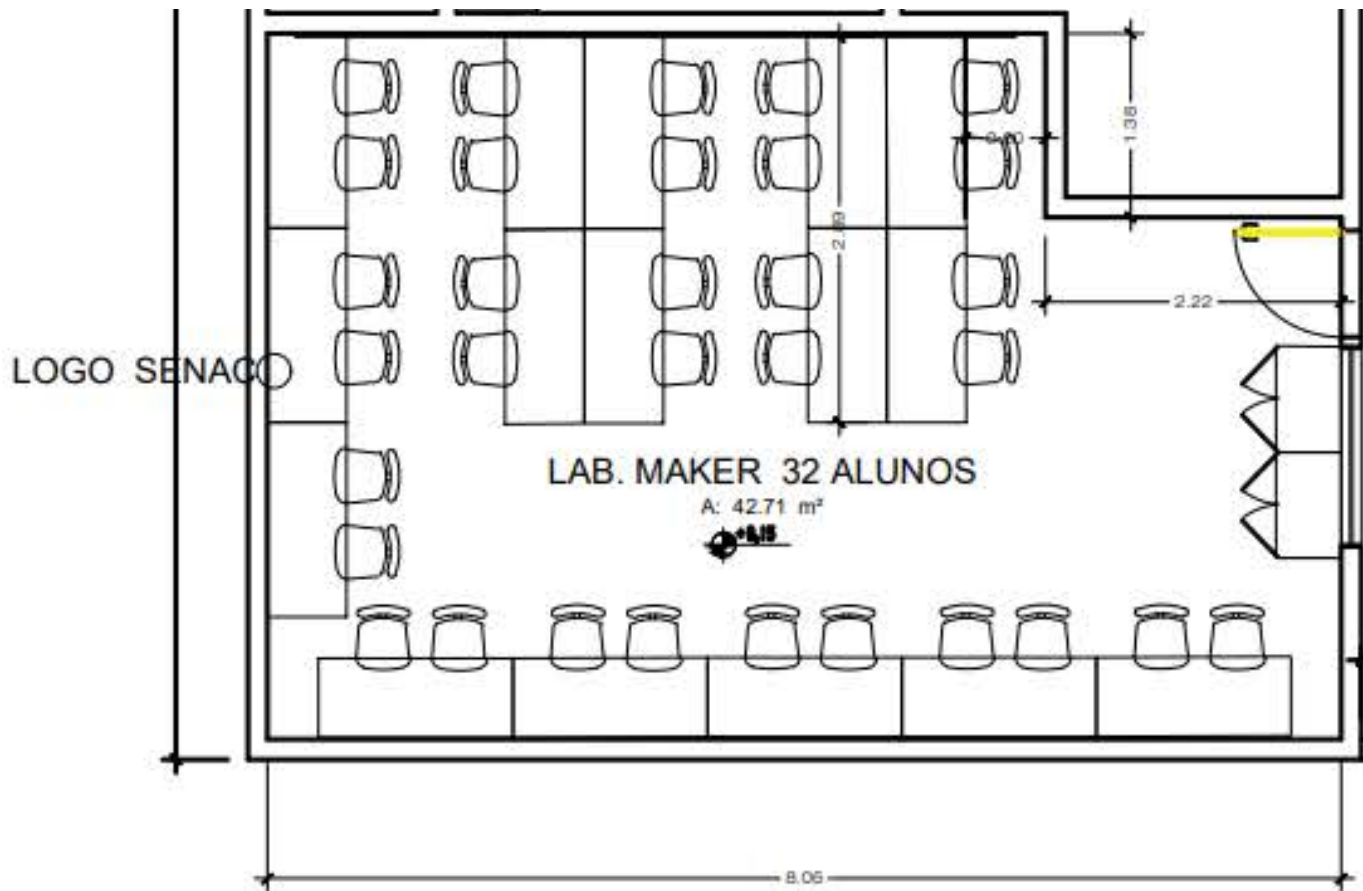 1.38
2.22
LOGO SENAC
LAB. MAKER 32 ALUNOS
A: 42.71 m²
8.06